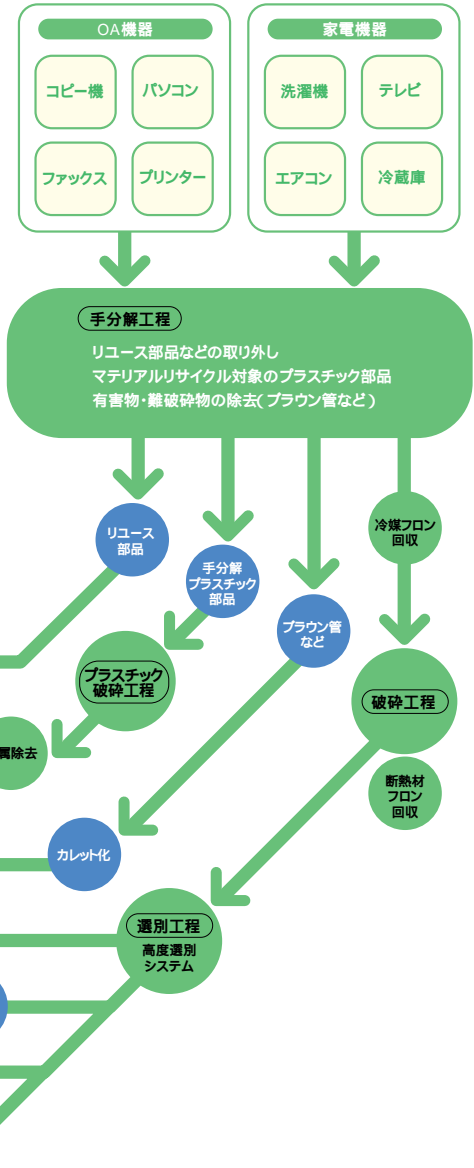 OA機器
コピー機
パソコン
ファックス
プリンター
家電機器
洗濯機
テレビ
エアコン
冷蔵庫
手分解工程
リユース部品などの取り外し
マテリアルリサイクル対象のプラスチック部品
有害物・難破砕物の除去(ブラウン管など)
リユース
部品
手分解
プラスチック
部品
ブラウン管
など
冷媒フロン
回収
プラスチック
破砕工程
破砕工程
属除去
断熱材
フロン
回収
カレット化
選別工程
高度選別
システム